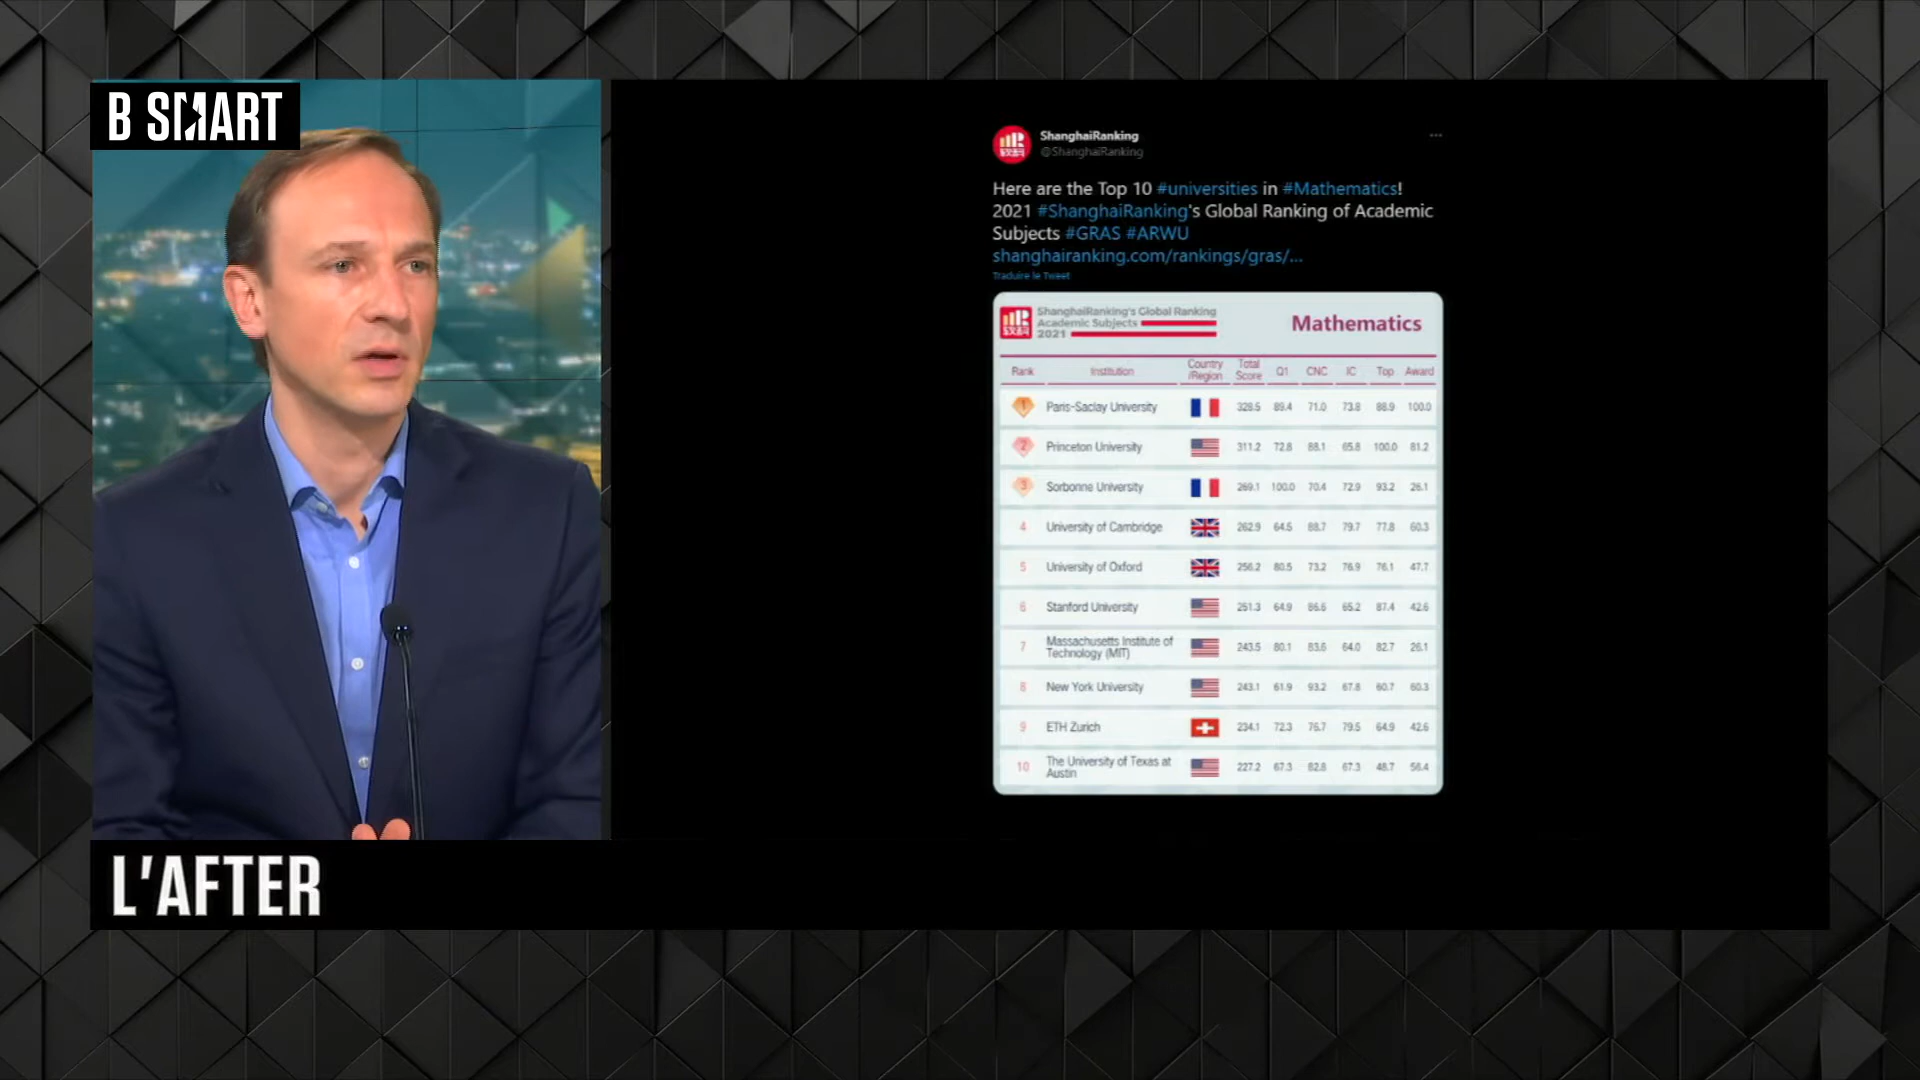 B SMART
ShanghaiRanking
@ShanghaiRanking
Here are the Top 10 #universities in #Mathematics!
2021 #ShanghaiRanking's Global Ranking of Academic
Subjects #GRAS #ARWU
shanghairanking.com/rankings/gras/...
Traduire le Tweet
ShanghaiRanking's Global Ranking
Academic Subjects
2021
Mathematics
Rank Institution Country/Region Total Score Q1 CNC IC Top Award
1 Paris-Saclay University 328.5 89.4 71.0 73.8 88.9 100.0
2 Princeton University 311.2 72.8 88.1 65.8 100.0 81.2
3 Sorbonne University 269.1 100.0 70.4 72.9 93.2 26.1
4 University of Cambridge 262.9 64.5 88.7 79.7 77.8 60.3
5 University of Oxford 256.2 80.5 73.2 76.9 76.1 47.7
6 Stanford University 251.3 64.9 86.6 65.2 87.4 42.6
7 Massachusetts Institute of
Technology (MIT) 243.5 80.1 83.6 64.0 82.7 26.1
8 New York University 243.1 61.9 93.2 67.8 60.7 60.3
9 ETH Zurich 234.1 72.3 76.7 79.5 64.9 42.6
10 The University of Texas at
Austin 227.2 67.3 82.8 67.3 48.7 56.4
L'AFTER